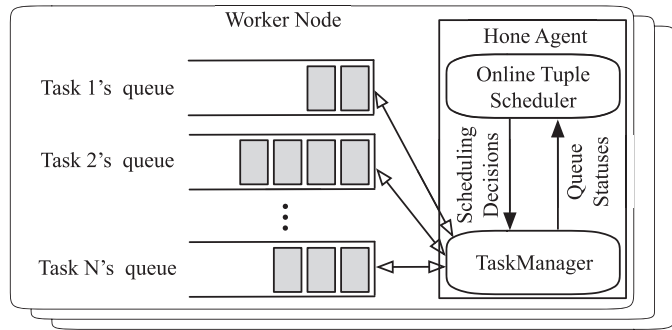 Worker Node
Hone Agent
Task 1's queue
Online Tuple
Scheduler
Task 2's queue
Scheduling
Decisions
Queue
Statuses
Task N's queue
TaskManager